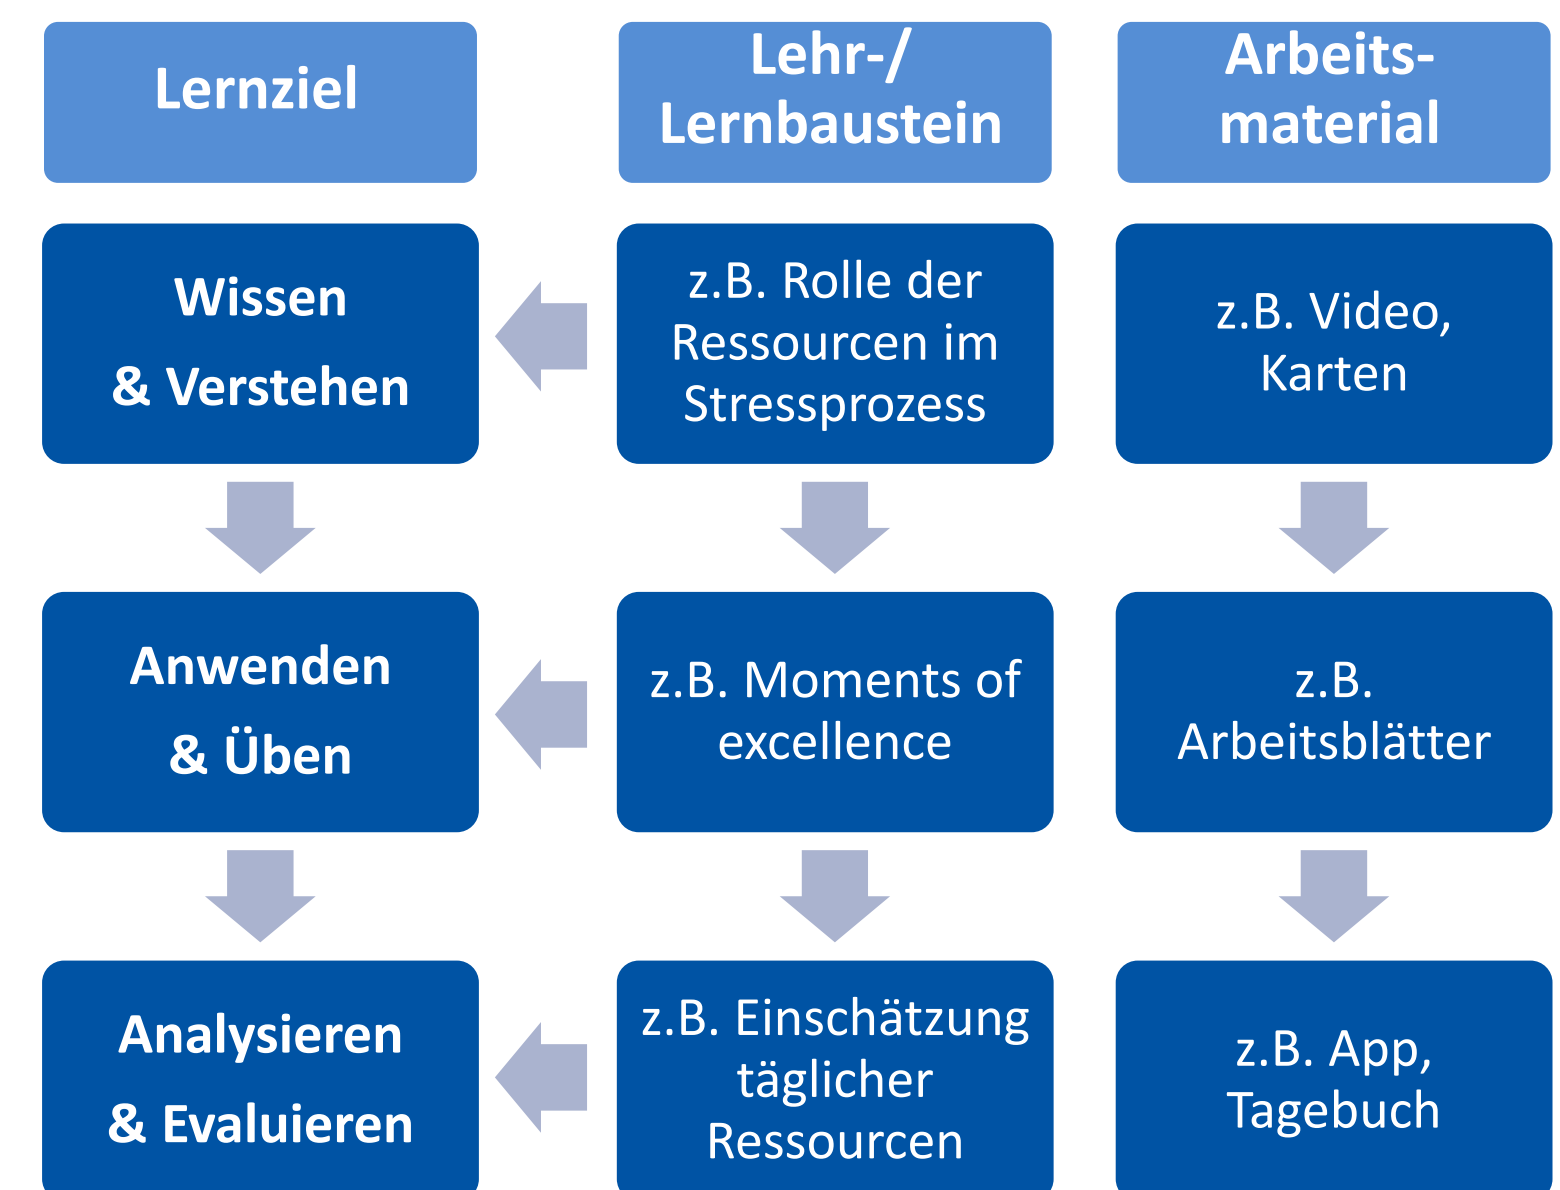 Lernziel
Lehr-/
Lernbaustein
Arbeits-
material
Wissen
& Verstehen
z.B. Rolle der
Ressourcen im
Stressprozess
z.B. Video,
Karten
Anwenden
& Üben
z.B. Moments of
excellence
z.B.
Arbeitsblätter
Analysieren
& Evaluieren
z.B. Einschätzung
täglicher
Ressourcen
z.B. App,
Tagebuch